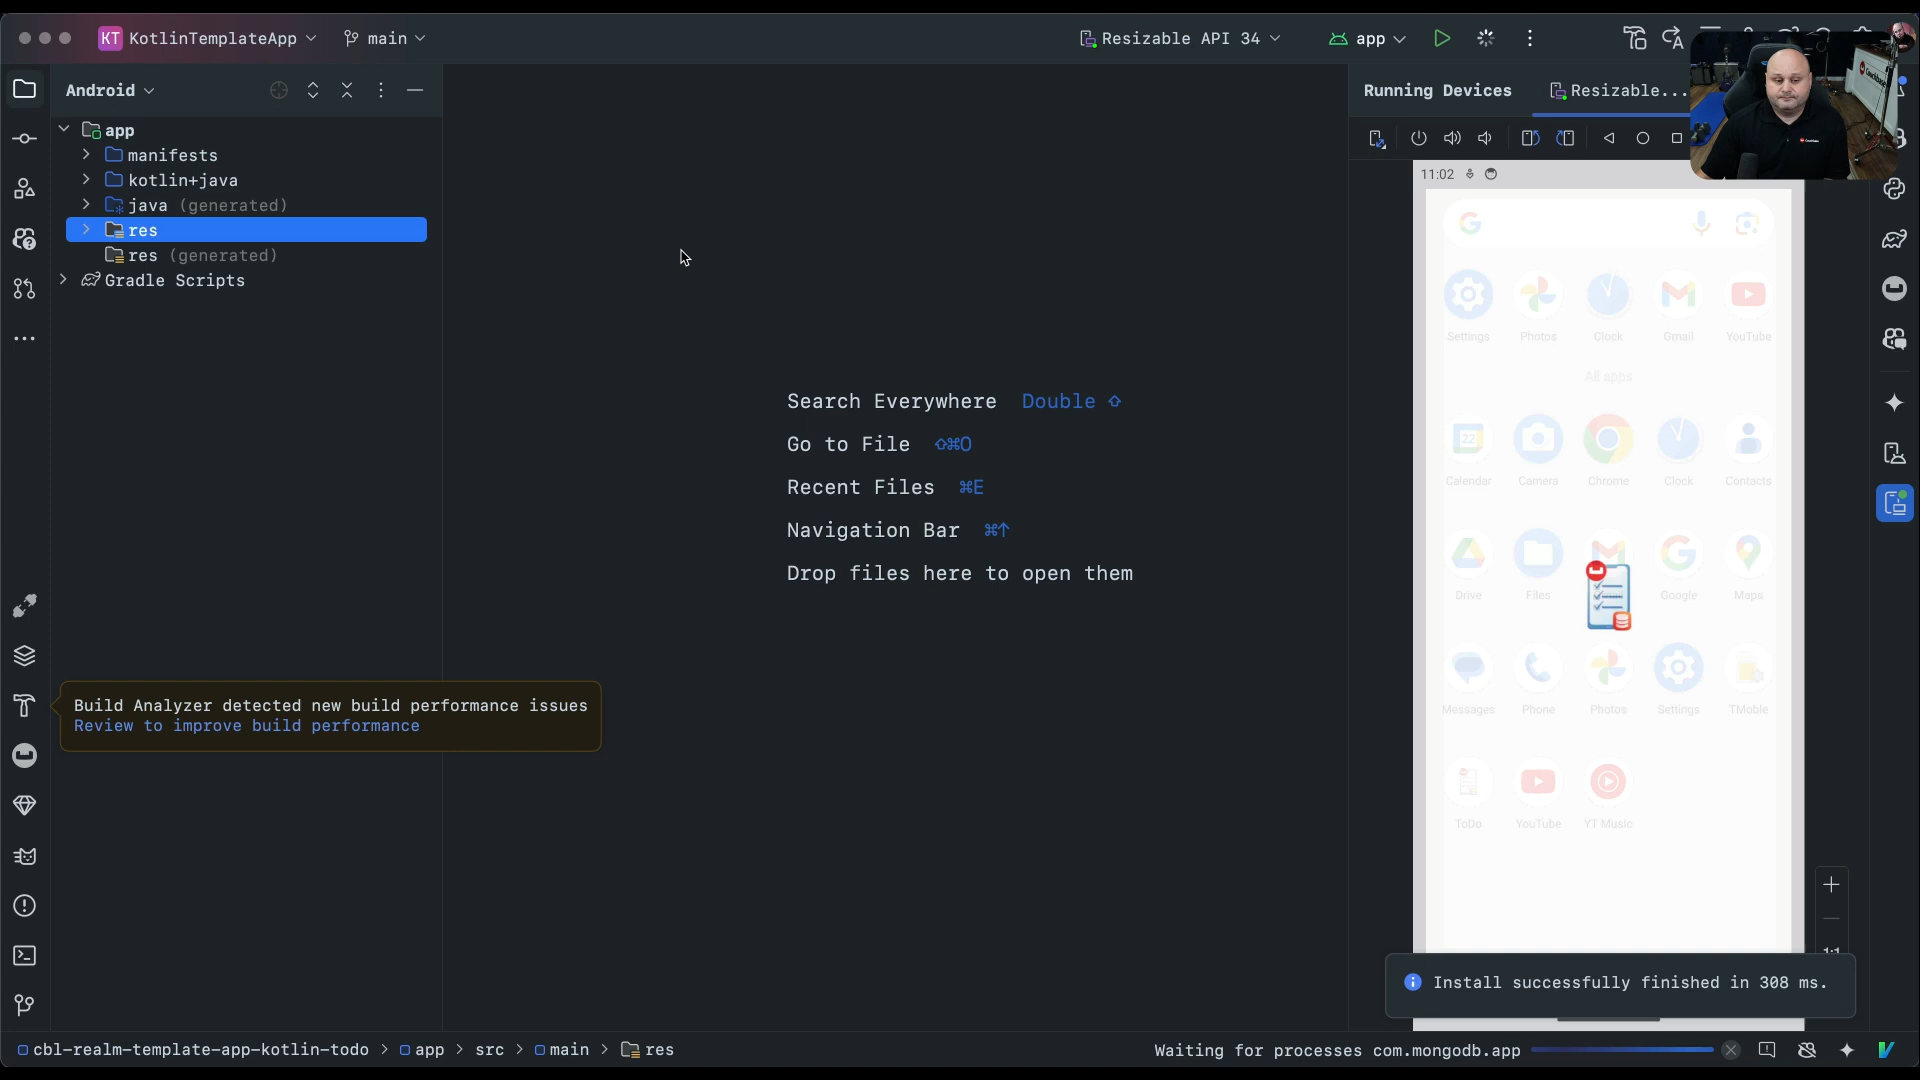 KT KotlinTemplateApp
main
Resizable API 34
app
Android
Running Devices
Resizable...
app
manifests
kotlin+java
java (generated)
res
res (generated)
Gradle Scripts
11:02
Settings
Photos
Clock
Gmail
YouTube
All apps
Search Everywhere Double ⇧
Go to File ⇧⌘O
Recent Files ⌘E
Navigation Bar ⌘↑
Drop files here to open them
22
Calendar
Camera
Chrome
Clock
Contacts
Drive
Files
Google
Maps
Messages
Phone
Photos
Settings
TMoble
ToDo
YouTube
YT Music
Build Analyzer detected new build performance issues
Review to improve build performance
1:1
Install successfully finished in 308 ms.
cbl-realm-template-app-kotlin-todo > app > src > main > res
Waiting for processes com.mongodb.app